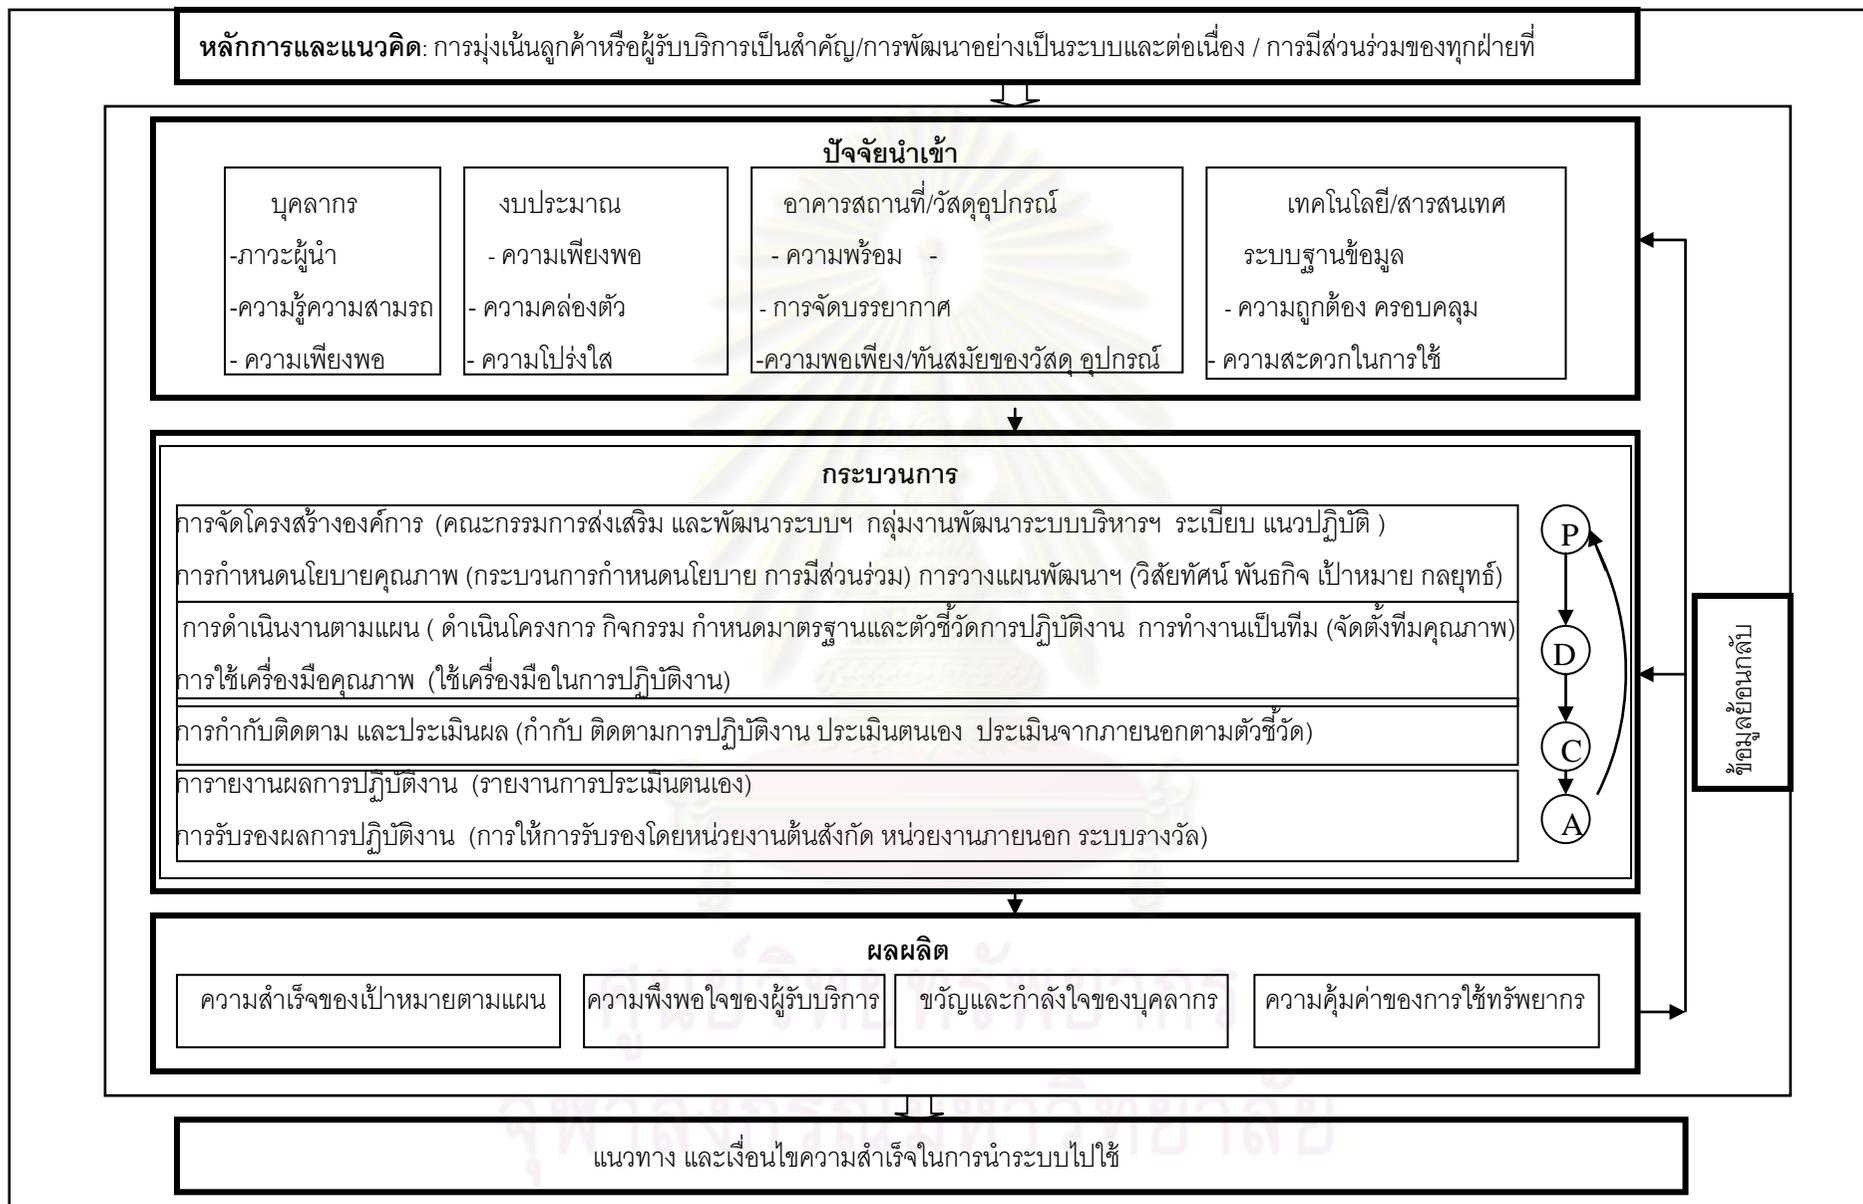 หลักการและแนวคิด: การมุ่งเน้นลูกค้าหรือผู้รับบริการเป็นสำคัญ/การพัฒนาอย่างเป็นระบบและต่อเนื่อง / การมีส่วนร่วมของทุกฝ่ายที่
ปัจจัยนำเข้า
บุคลากร
-ภาวะผู้นำ
-ความรู้ความสามรถ
- ความเพียงพอ
งบประมาณ
- ความเพียงพอ
- ความคล่องตัว
- ความโปร่งใส
อาคารสถานที่/วัสดุอุปกรณ์
- ความพร้อม -
- การจัดบรรยากาศ
-ความพอเพียง/ทันสมัยของวัสดุ อุปกรณ์
เทคโนโลยี/สารสนเทศ
ระบบฐานข้อมูล
- ความถูกต้อง ครอบคลุม
- ความสะดวกในการใช้
กระบวนการ
การจัดโครงสร้างองค์การ (คณะกรรมการส่งเสริม และพัฒนาระบบฯ กลุ่มงานพัฒนาระบบบริหารฯ ระเบียบ แนวปฏิบัติ )
การกำหนดนโยบายคุณภาพ (กระบวนการกำหนดนโยบาย การมีส่วนร่วม) การวางแผนพัฒนาฯ (วิสัยทัศน์ พันธกิจ เป้าหมาย กลยุทธ์)
การดำเนินงานตามแผน ( ดำเนินโครงการ กิจกรรม กำหนดมาตรฐานและตัวชี้วัดการปฏิบัติงาน การทำงานเป็นทีม (จัดตั้งทีมคุณภาพ)
การใช้เครื่องมือคุณภาพ (ใช้เครื่องมือในการปฏิบัติงาน)
การกำกับติดตาม และประเมินผล (กำกับ ติดตามการปฏิบัติงาน ประเมินตนเอง ประเมินจากภายนอกตามตัวชี้วัด)
การายงานผลการปฏิบัติงาน (รายงานการประเมินตนเอง)
การรับรองผลการปฏิบัติงาน (การให้การรับรองโดยหน่วยงานต้นสังกัด หน่วยงานภายนอก ระบบรางวัล)
P
D
C
A
ข้อมูลย้อนกลับ
ผลผลิต
ความสำเร็จของเป้าหมายตามแผน
ความพึงพอใจของผู้รับบริการ
ขวัญและกำลังใจของบุคลากร
ความคุ้มค่าของการใช้ทรัพยากร
ศูนย์วิทยทรัพยากร
จุฬาลงกรณ์มหาวิทยาลัย
แนวทาง และเงื่อนไขความสำเร็จในการนำระบบไปใช้